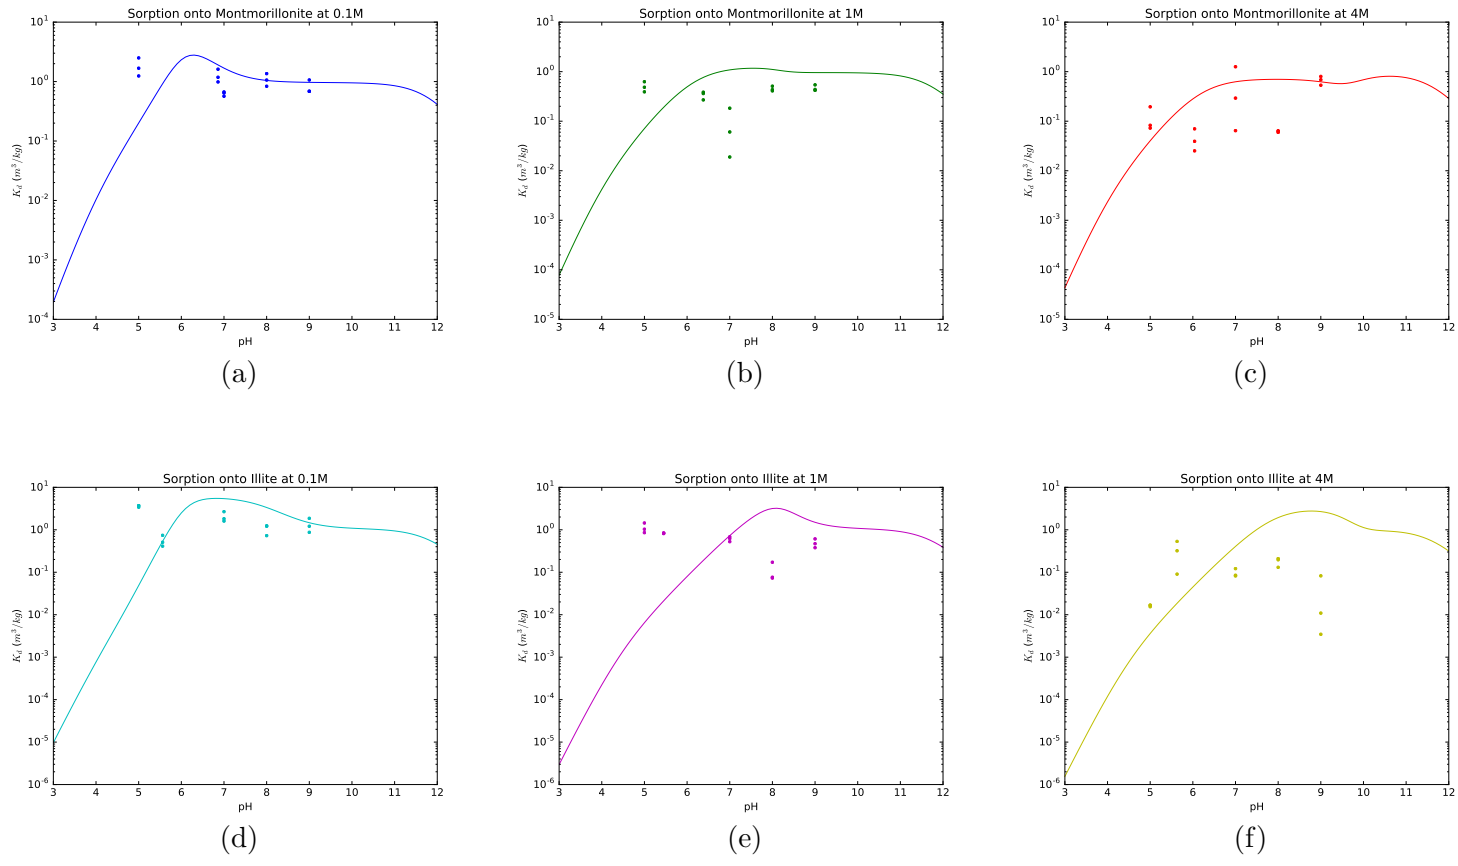 Sorption onto Montmorillonite at 0.1M
10^1
10^0
10^-1
10^-2
10^-3
10^-4
K_d (m^3/kg)
3 4 5 6 7 8 9 10 11 12
pH
(a)
Sorption onto Montmorillonite at 1M
10^1
10^0
10^-1
10^-2
10^-3
10^-4
10^-5
K_d (m^3/kg)
3 4 5 6 7 8 9 10 11 12
pH
(b)
Sorption onto Montmorillonite at 4M
10^1
10^0
10^-1
10^-2
10^-3
10^-4
10^-5
K_d (m^3/kg)
3 4 5 6 7 8 9 10 11 12
pH
(c)
Sorption onto Illite at 0.1M
10^1
10^0
10^-1
10^-2
10^-3
10^-4
10^-5
10^-6
K_d (m^3/kg)
3 4 5 6 7 8 9 10 11 12
pH
(d)
Sorption onto Illite at 1M
10^1
10^0
10^-1
10^-2
10^-3
10^-4
10^-5
10^-6
K_d (m^3/kg)
3 4 5 6 7 8 9 10 11 12
pH
(e)
Sorption onto Illite at 4M
10^1
10^0
10^-1
10^-2
10^-3
10^-4
10^-5
10^-6
K_d (m^3/kg)
3 4 5 6 7 8 9 10 11 12
pH
(f)